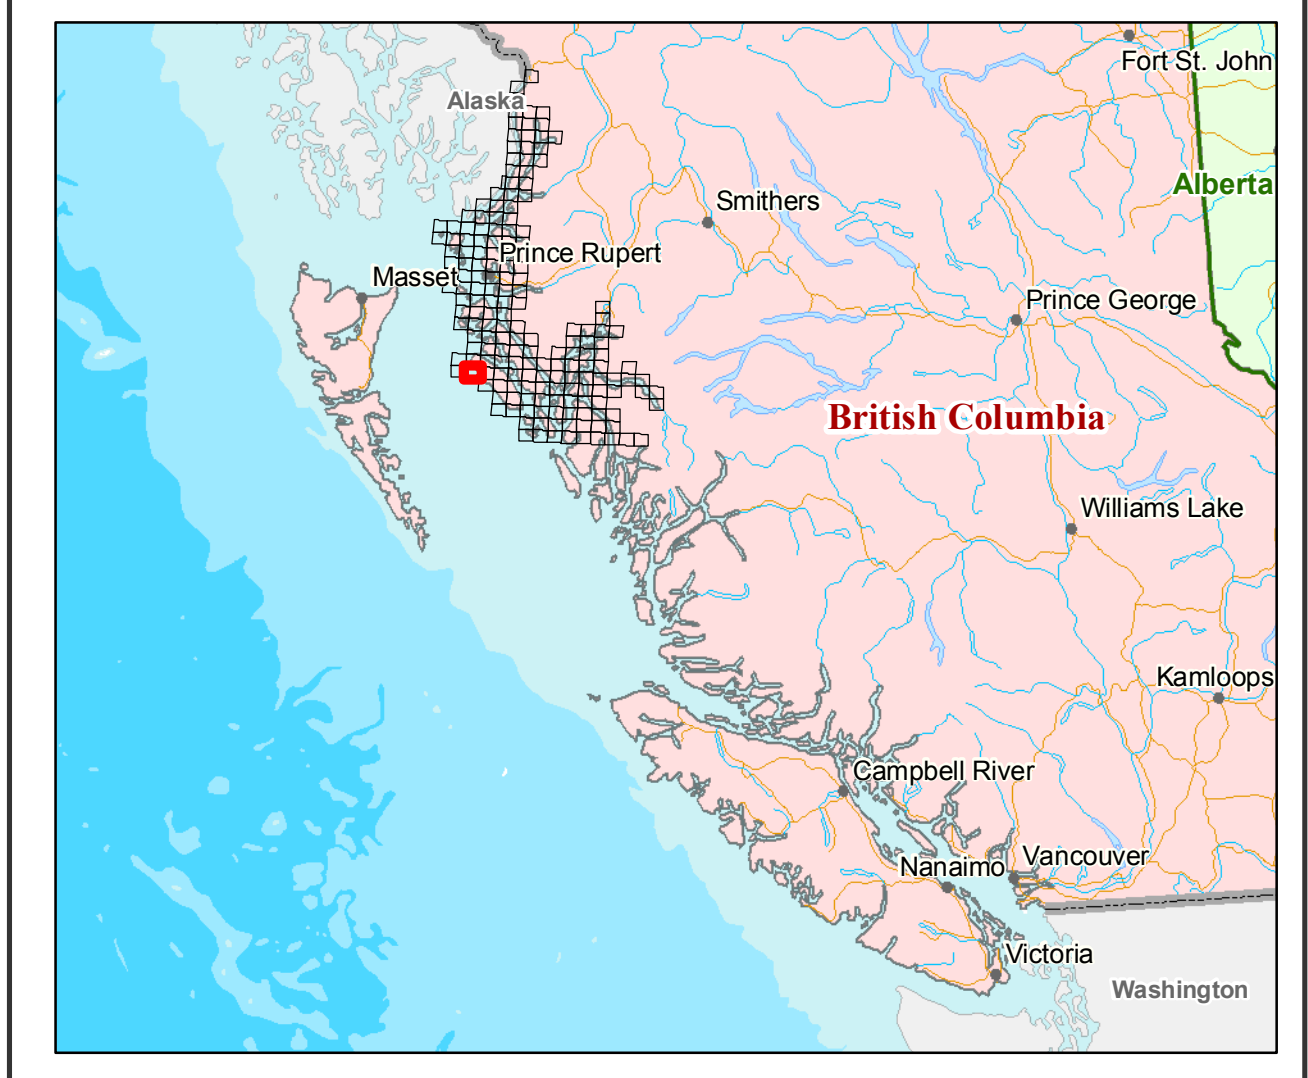 Fort St. John
Alaska
Alberta
Smithers
Prince Rupert
Masset
Prince George
British Columbia
Williams Lake
Kamloops
Campbell River
Vancouver
Nanaimo
Victoria
Washington